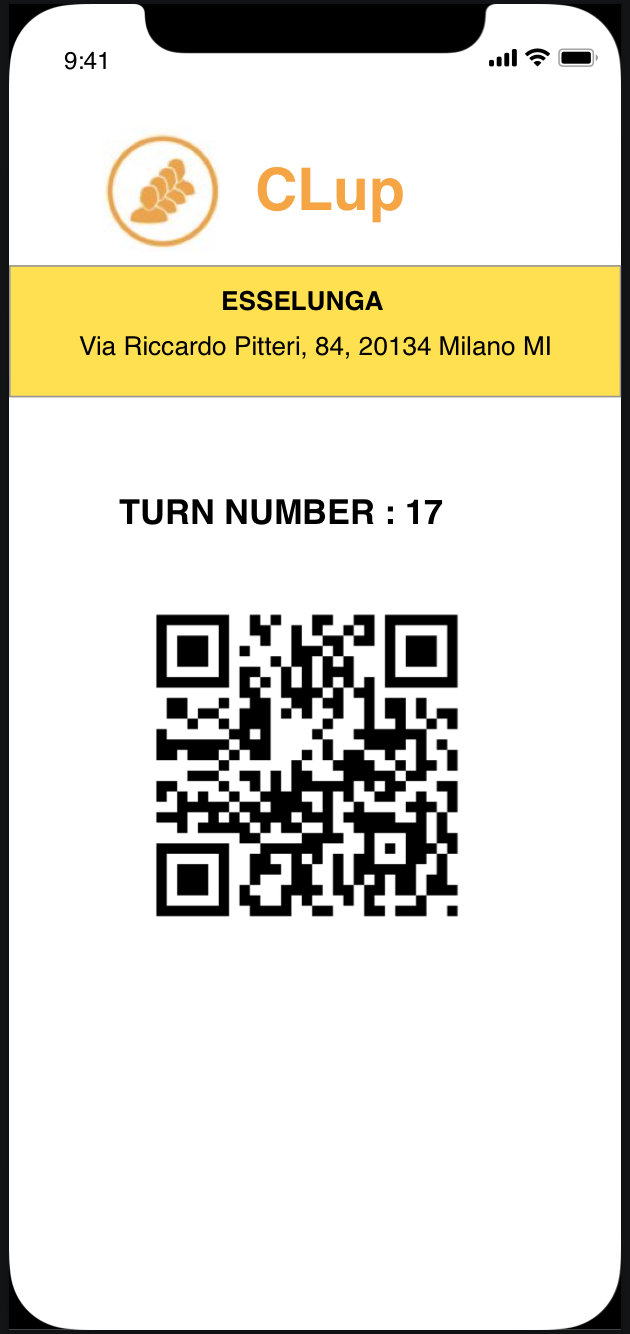 9:41
CLup
ESSELUNGA
Via Riccardo Pitteri, 84, 20134 Milano MI
TURN NUMBER : 17